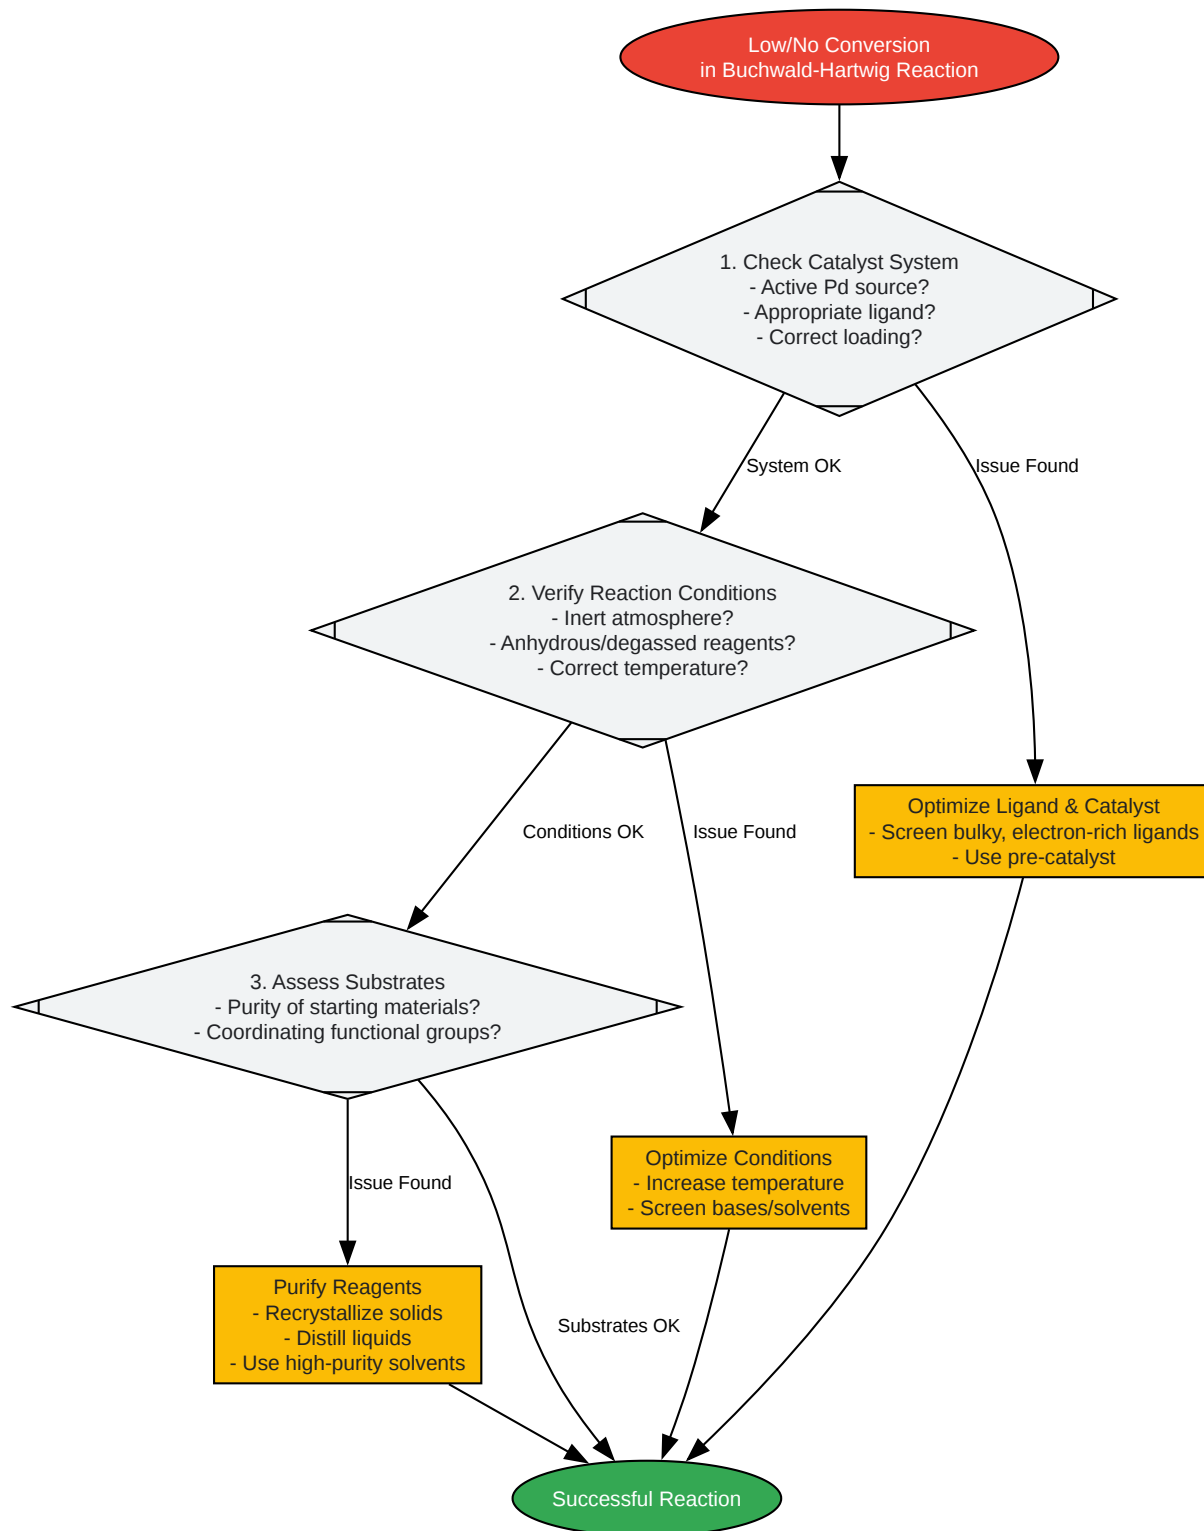 Low/No Conversion
in Buchwald-Hartwig Reaction
1. Check Catalyst System
- Active Pd source?
- Appropriate ligand?
- Correct loading?
System OK
Issue Found
2. Verify Reaction Conditions
- Inert atmosphere?
- Anhydrous/degassed reagents?
- Correct temperature?
Conditions OK
Issue Found
Optimize Ligand & Catalyst
- Screen bulky, electron-rich ligands
- Use pre-catalyst
3. Assess Substrates
- Purity of starting materials?
- Coordinating functional groups?
Issue Found
Optimize Conditions
- Increase temperature
- Screen bases/solvents
Purify Reagents
- Recrystallize solids
- Distill liquids
- Use high-purity solvents
Substrates OK
Successful Reaction